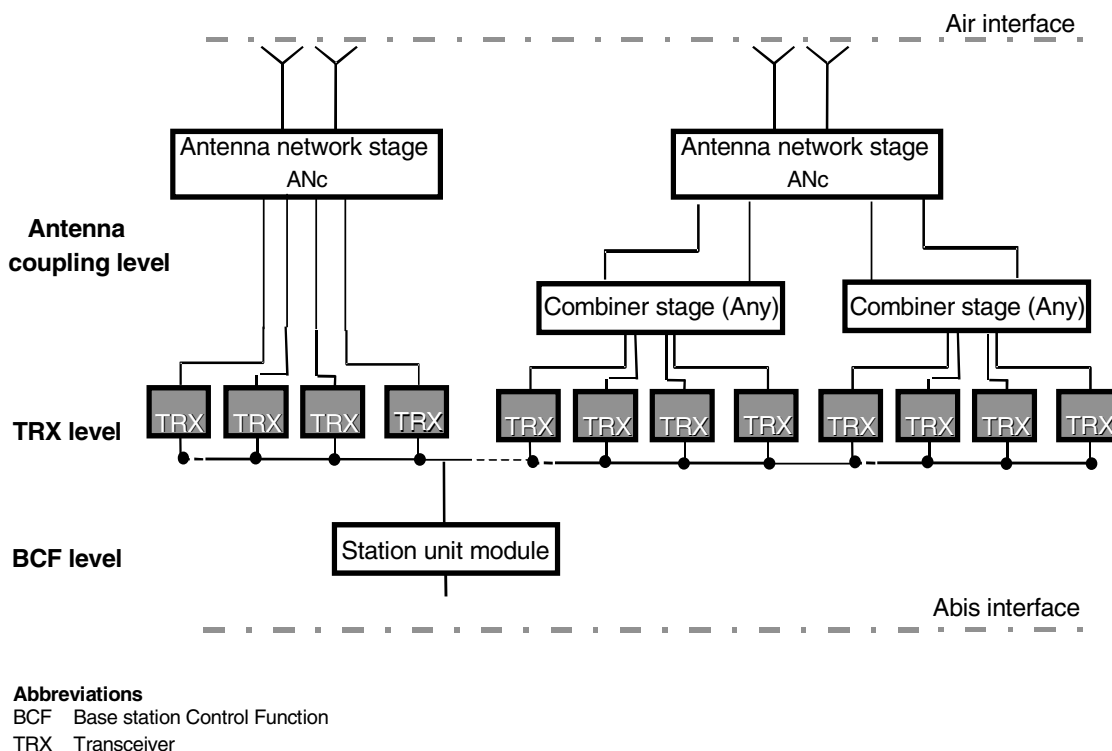 Air interface
Antenna network stage
ANc
Antenna network stage
ANc
Antenna
coupling level
Combiner stage (Any)
Combiner stage (Any)
TRX level
TRX
TRX
TRX
TRX
TRX
TRX
TRX
TRX
TRX
TRX
TRX
TRX
BCF level
Station unit module
Abis interface
Abbreviations
BCF Base station Control Function
TRX Transceiver